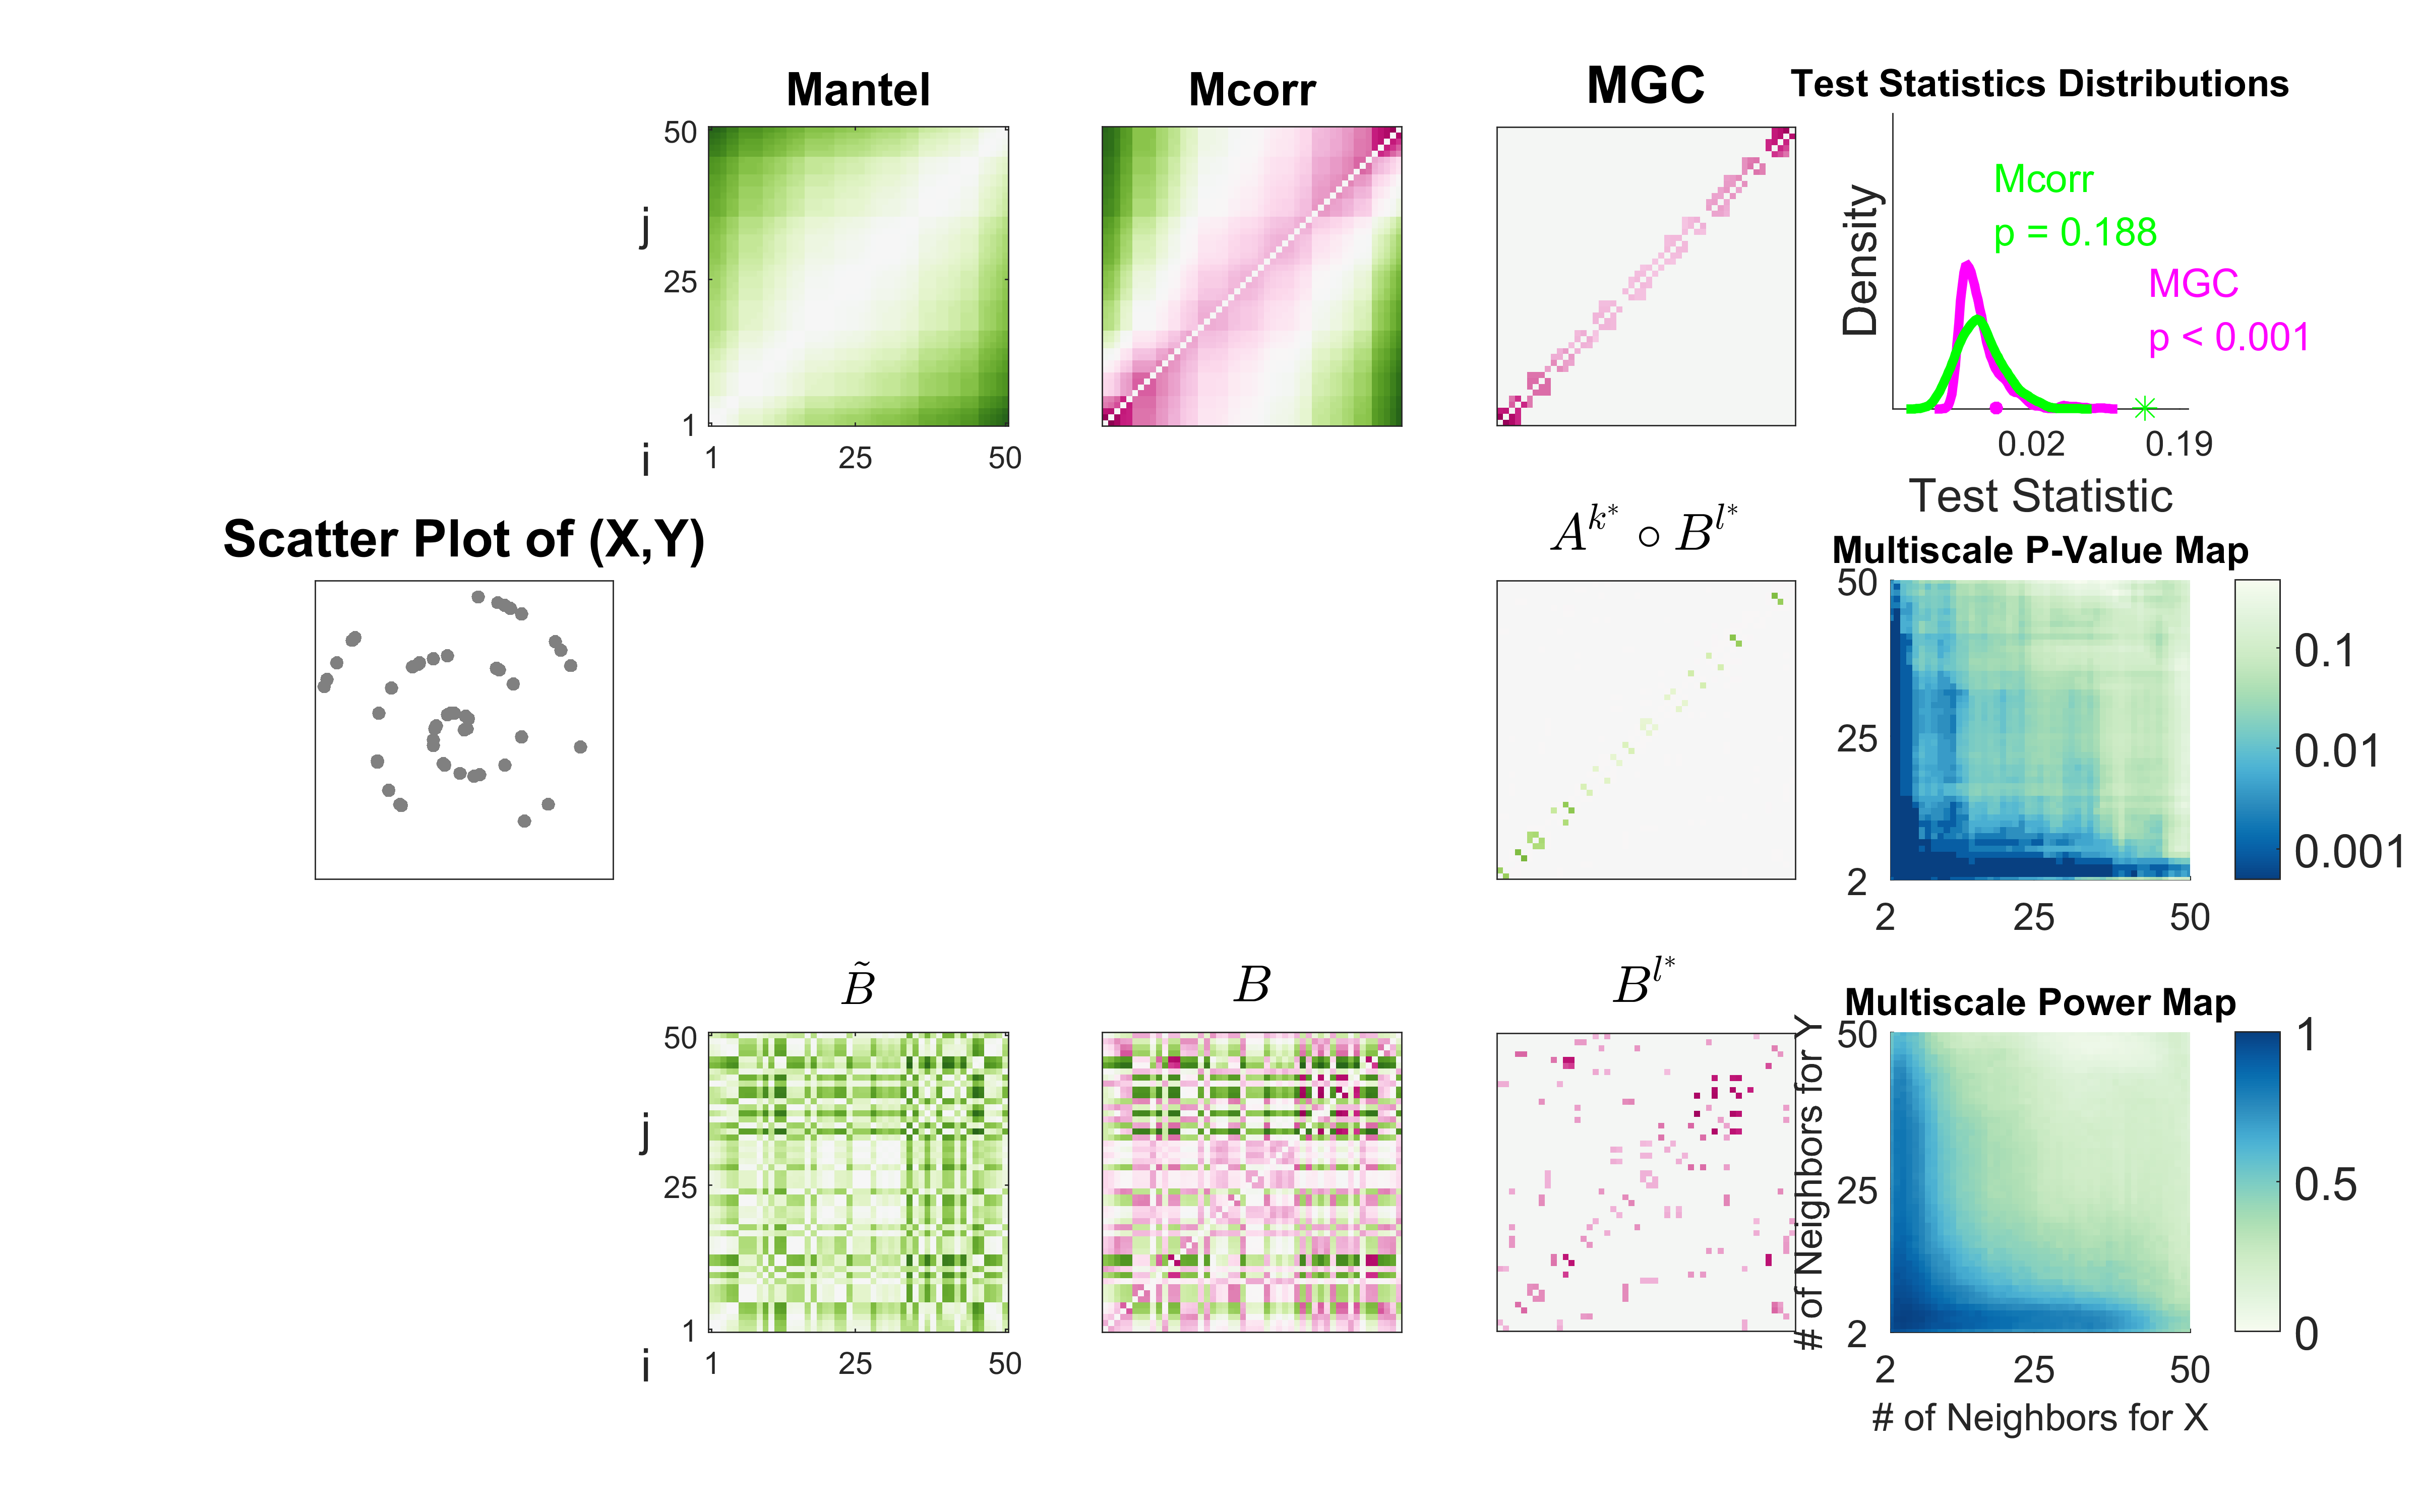 Mantel
Mcorr
MGC
Test Statistics Distributions
50
j
25
1
i
1
25
50
Density
Mcorr
p = 0.188
MGC
p < 0.001
0.02
0.19
Test Statistic
Scatter Plot of (X,Y)
$A^{k^*} \circ B^{l^*}$
Multiscale P-Value Map
50
25
2
2
25
50
0.1
0.01
0.001
$\tilde{B}$
$B$
$B^{l^*}$
Multiscale Power Map
50
j
25
1
i
1
25
50
# of Neighbors for Y
50
25
2
2
25
50
# of Neighbors for X
1
0.5
0